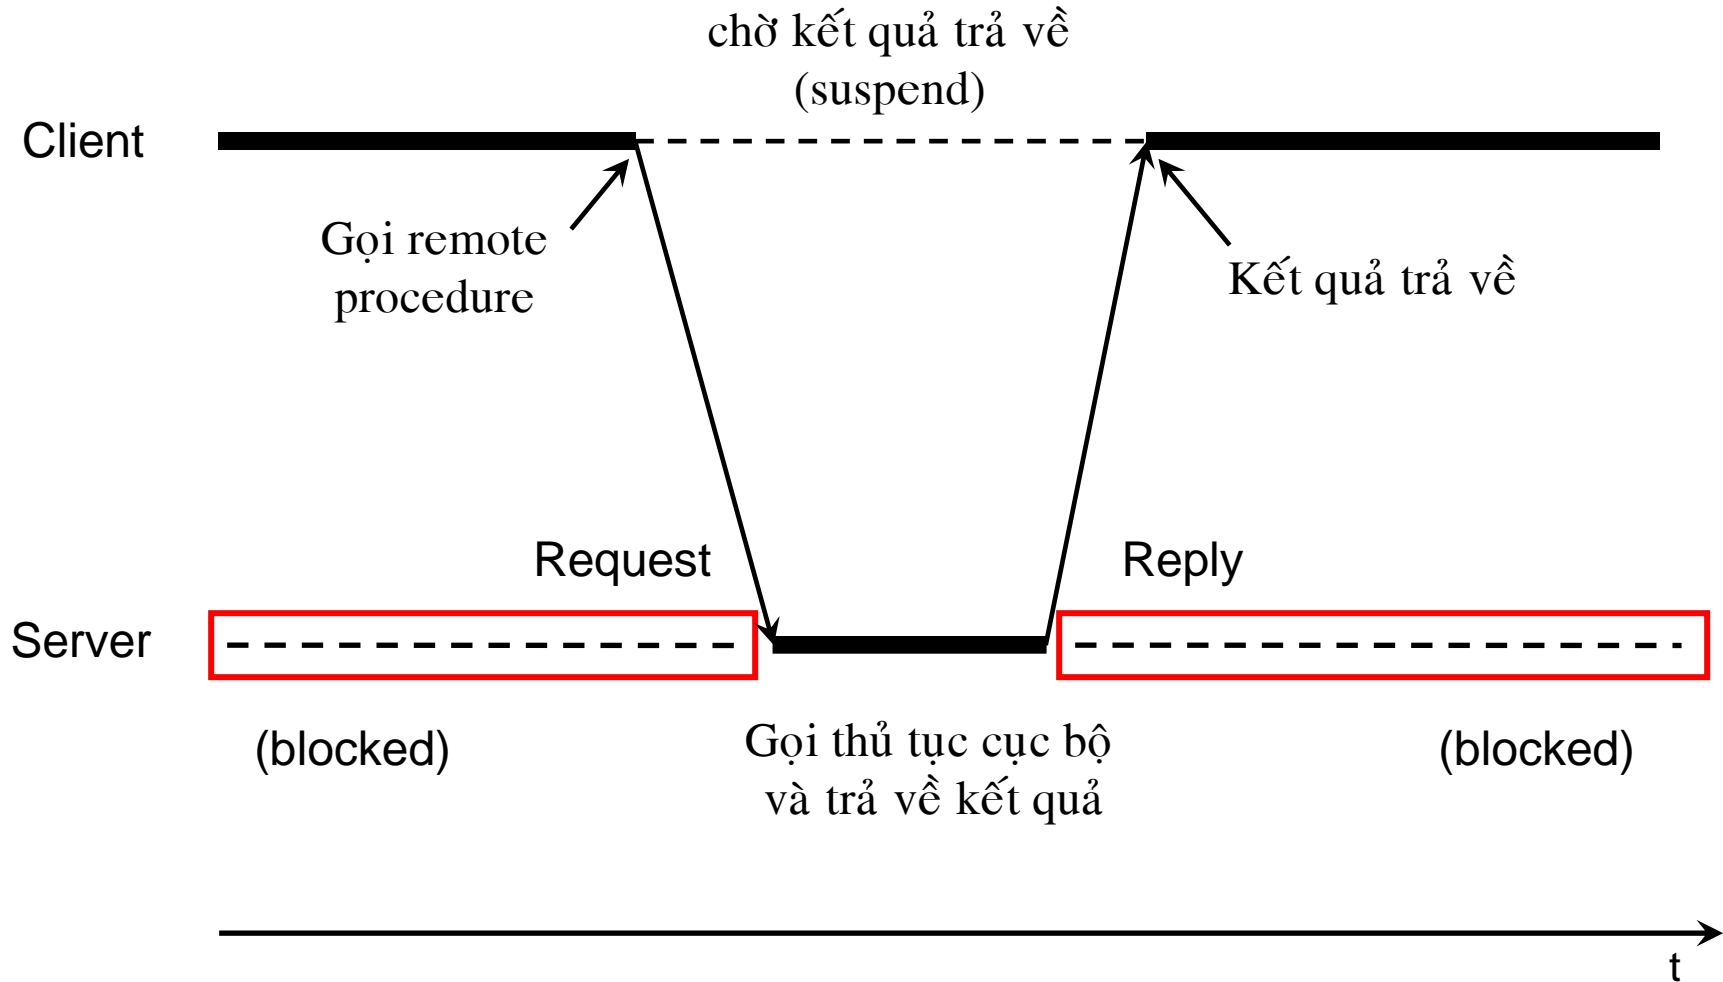 chờ kết quả trả về
(suspend)
Client
Gọi remote
procedure
Kết quả trả về
Request
Reply
Server
(blocked)
Gọi thủ tục cục bộ
và trả về kết quả
(blocked)
t